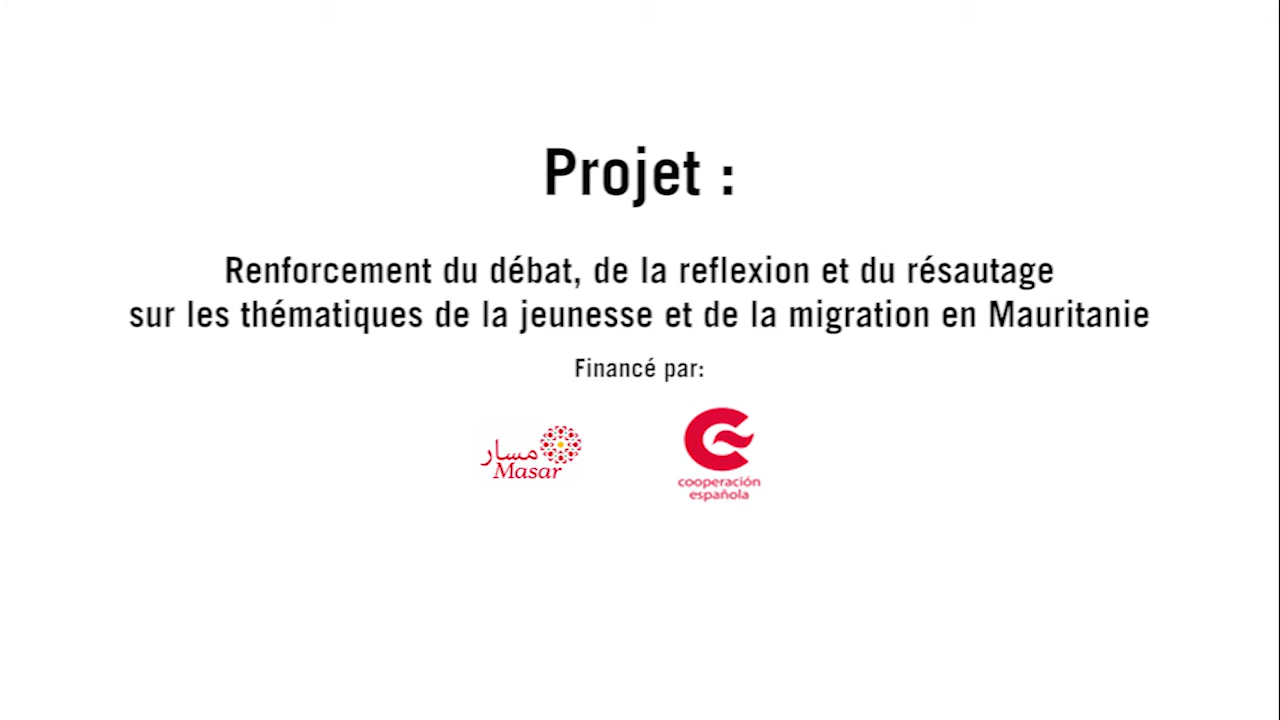 Projet :
Renforcement du débat, de la reflexion et du résautage
sur les thématiques de la jeunesse et de la migration en Mauritanie
Financé par:
مسار
Masar
cooperación
española